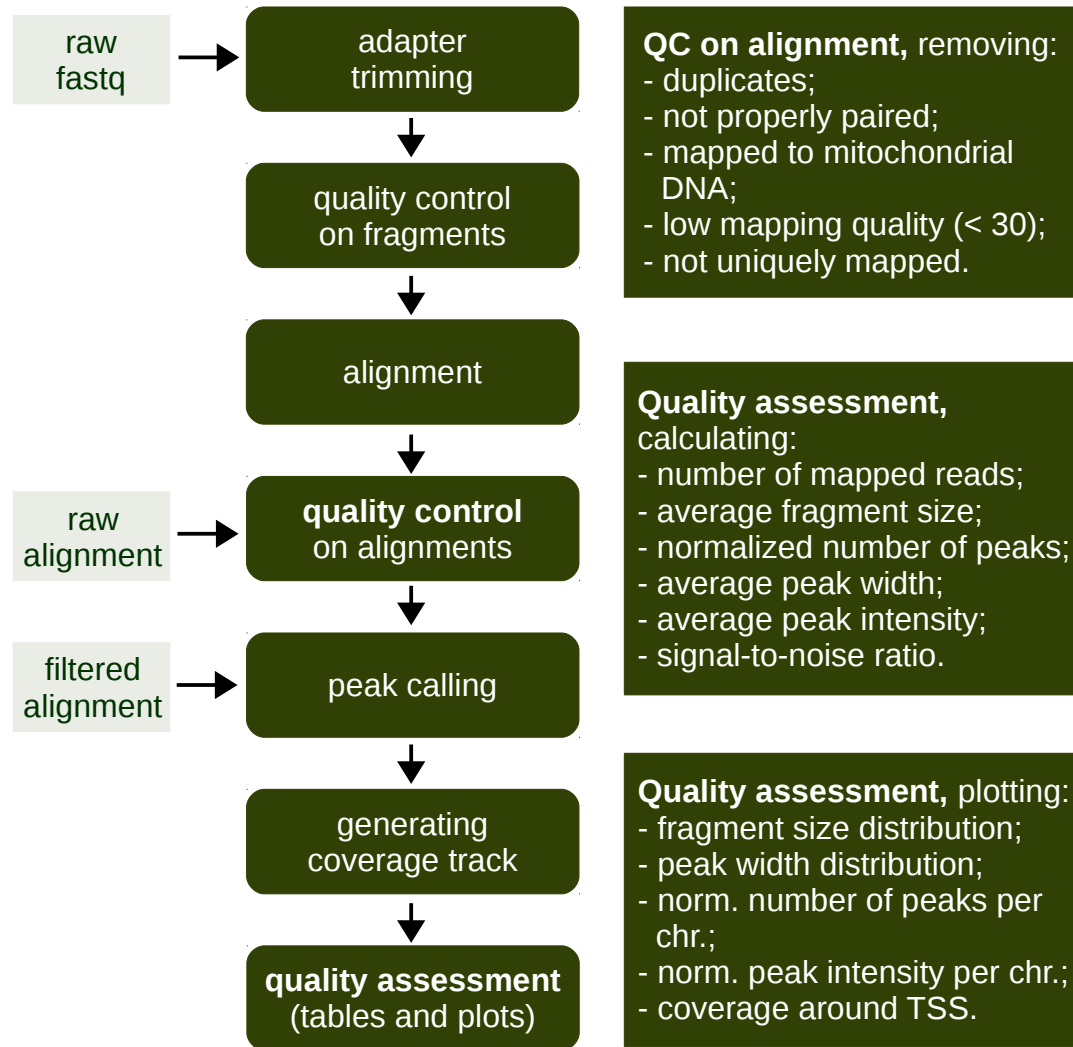 raw
fastq
adapter
trimming
quality control
on fragments
alignment
raw
alignment
quality control
on alignments
filtered
alignment
peak calling
generating
coverage track
quality assessment
(tables and plots)
QC on alignment, removing:
- duplicates;
- not properly paired;
- mapped to mitochondrial
DNA;
- low mapping quality (< 30);
- not uniquely mapped.
Quality assessment,
calculating:
- number of mapped reads;
- average fragment size;
- normalized number of peaks;
- average peak width;
- average peak intensity;
- signal-to-noise ratio.
Quality assessment, plotting:
- fragment size distribution;
- peak width distribution;
- norm. number of peaks per
chr.;
- norm. peak intensity per chr.;
- coverage around TSS.